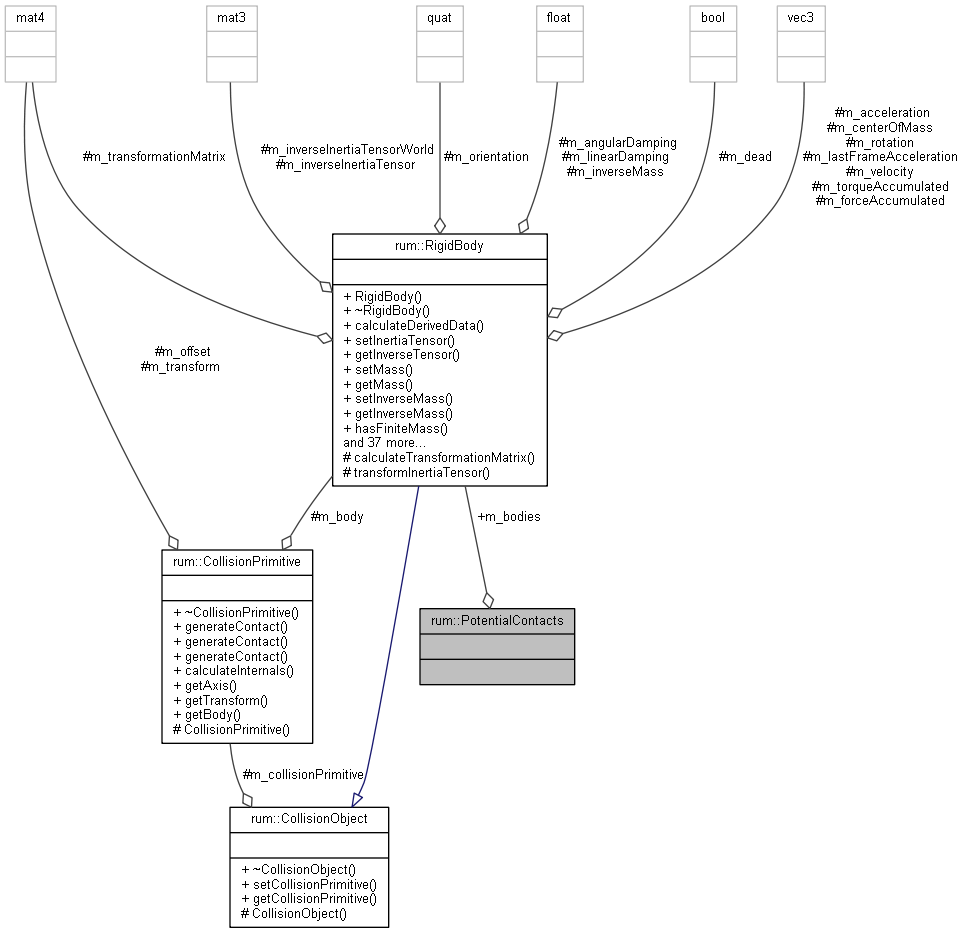 mat4
mat3
quat
float
bool
vec3
#m_transformationMatrix
#m_inverseInertiaTensorWorld
#m_inverseInertiaTensor
#m_orientation
#m_angularDamping
#m_linearDamping
#m_inverseMass
#m_dead
#m_acceleration
#m_centerOfMass
#m_rotation
#m_lastFrameAcceleration
#m_velocity
#m_torqueAccumulated
#m_forceAccumulated
rum::RigidBody
+ RigidBody()
+ ~RigidBody()
+ calculateDerivedData()
+ setInertiaTensor()
+ getInverseTensor()
+ setMass()
+ getMass()
+ setInverseMass()
+ getInverseMass()
+ hasFiniteMass()
and 37 more...
# calculateTransformationMatrix()
# transformInertiaTensor()
#m_offset
#m_transform
#m_body
+m_bodies
rum::CollisionPrimitive
+ ~CollisionPrimitive()
+ generateContact()
+ generateContact()
+ generateContact()
+ calculateInternals()
+ getAxis()
+ getTransform()
+ getBody()
# CollisionPrimitive()
rum::PotentialContacts
#m_collisionPrimitive
rum::CollisionObject
+ ~CollisionObject()
+ setCollisionPrimitive()
+ getCollisionPrimitive()
# CollisionObject()